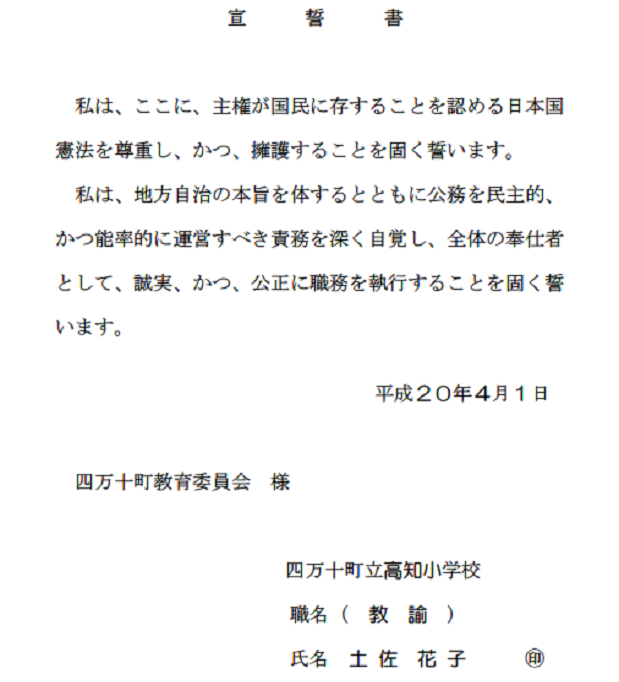 宣　誓　書
私は、ここに、主権が国民に存することを認める日本国
憲法を尊重し、かつ、擁護することを固く誓います。
私は、地方自治の本旨を体するとともに公務を民主的、
かつ能率的に運営すべき責務を深く自覚し、全体の奉仕者
として、誠実、かつ、公正に職務を執行することを固く誓
います。
平成２０年４月１日
四万十町教育委員会　様
四万十町立高知小学校
職名（　教　諭　）
氏名　土 佐　花 子　　㊞